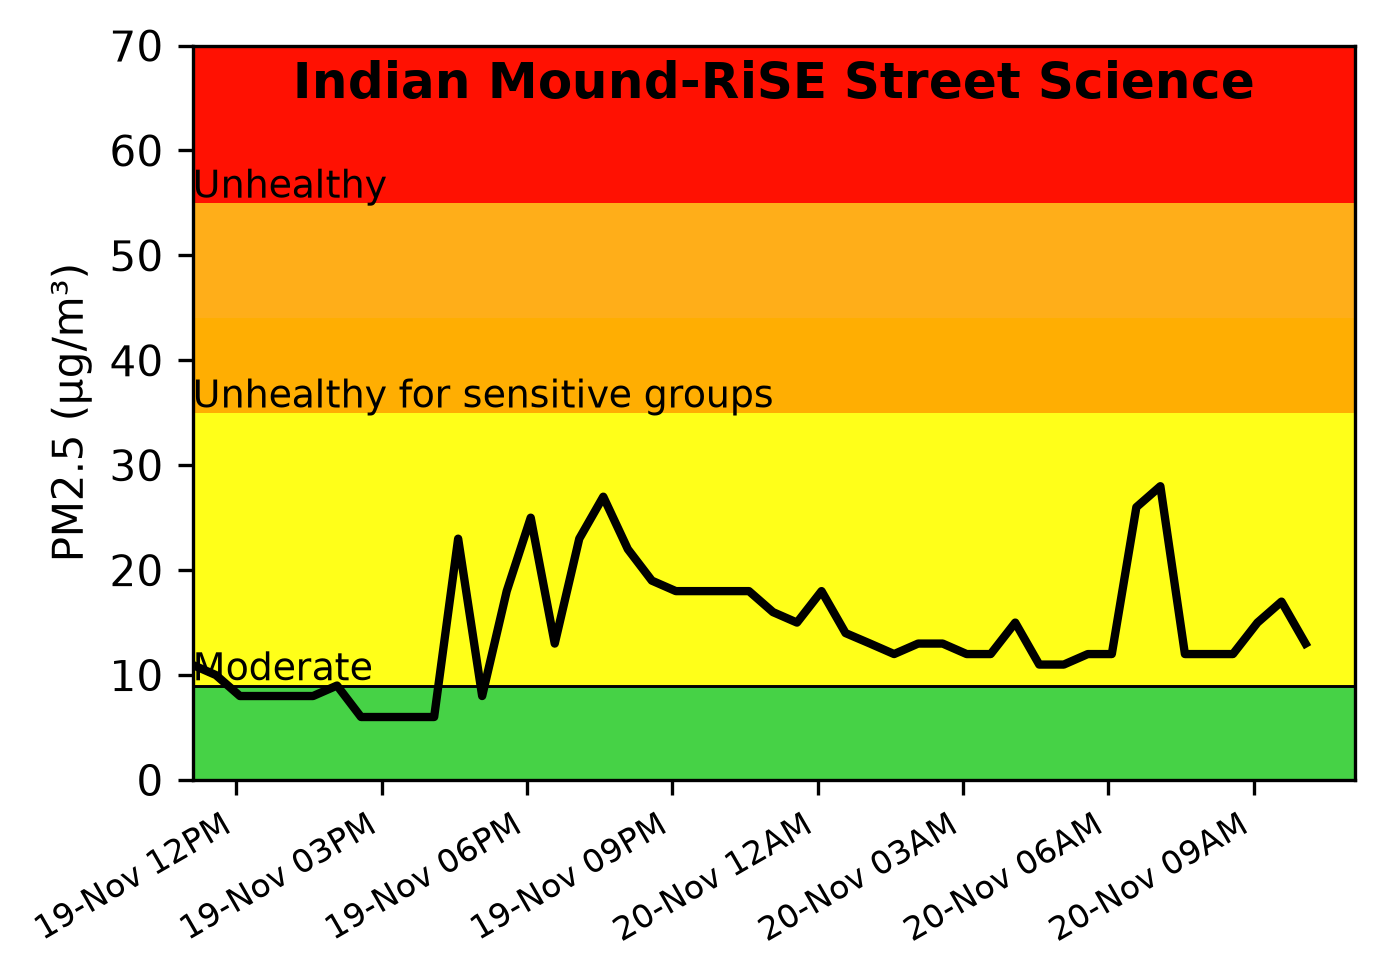 Indian Mound-RiSE Street Science
PM2.5 (µg/m³)
70
60
50
40
30
20
10
0
Unhealthy
Unhealthy for sensitive groups
Moderate
19-Nov 12PM
19-Nov 03PM
19-Nov 06PM
19-Nov 09PM
20-Nov 12AM
20-Nov 03AM
20-Nov 06AM
20-Nov 09AM